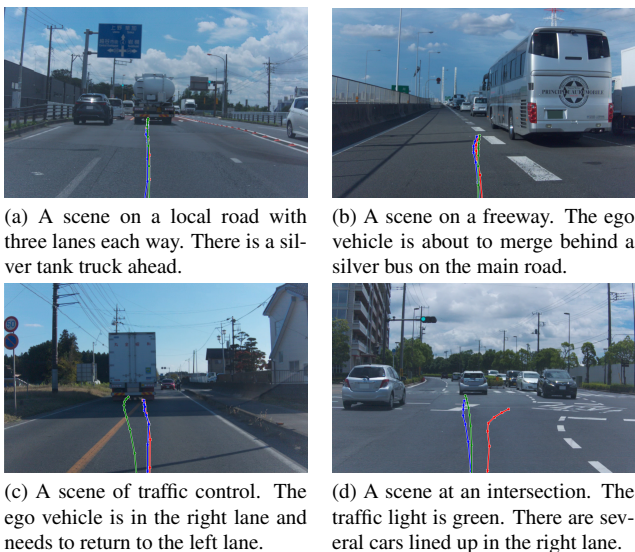 (a) A scene on a local road with
three lanes each way. There is a sil-
ver tank truck ahead.
(b) A scene on a freeway. The ego
vehicle is about to merge behind a
silver bus on the main road.
(c) A scene of traffic control. The
ego vehicle is in the right lane and
needs to return to the left lane.
(d) A scene at an intersection. The
traffic light is green. There are sev-
eral cars lined up in the right lane.